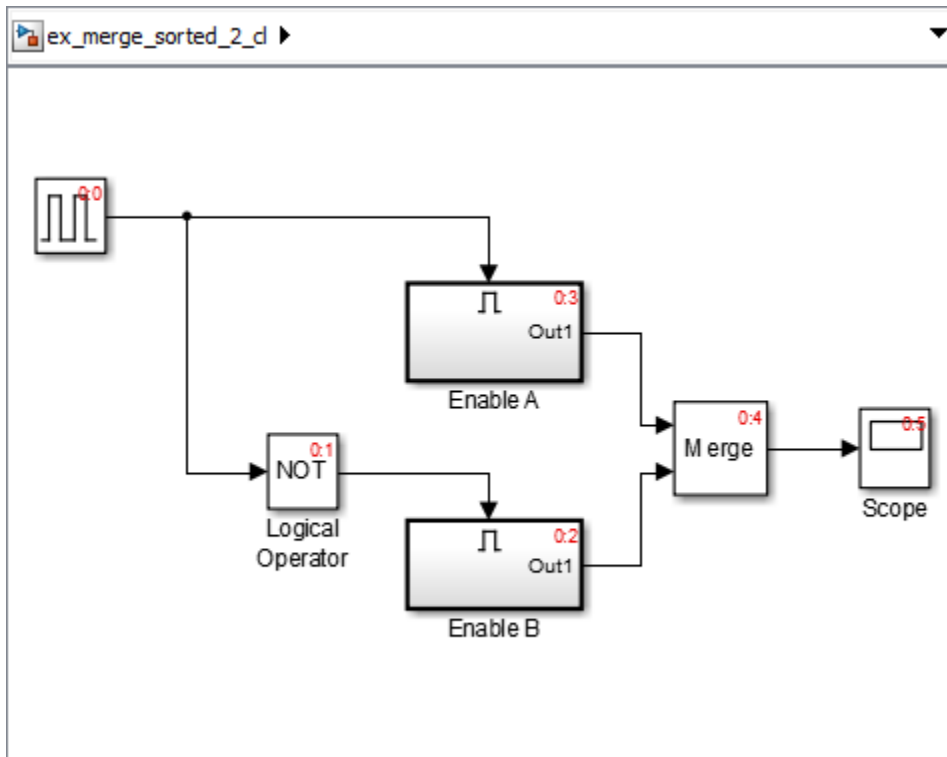 ex_merge_sorted_2_cl
0:0
0:3
Out1
Enable A
0:4
Merge
0:5
Scope
0:1
NOT
Logical
Operator
0:2
Out1
Enable B